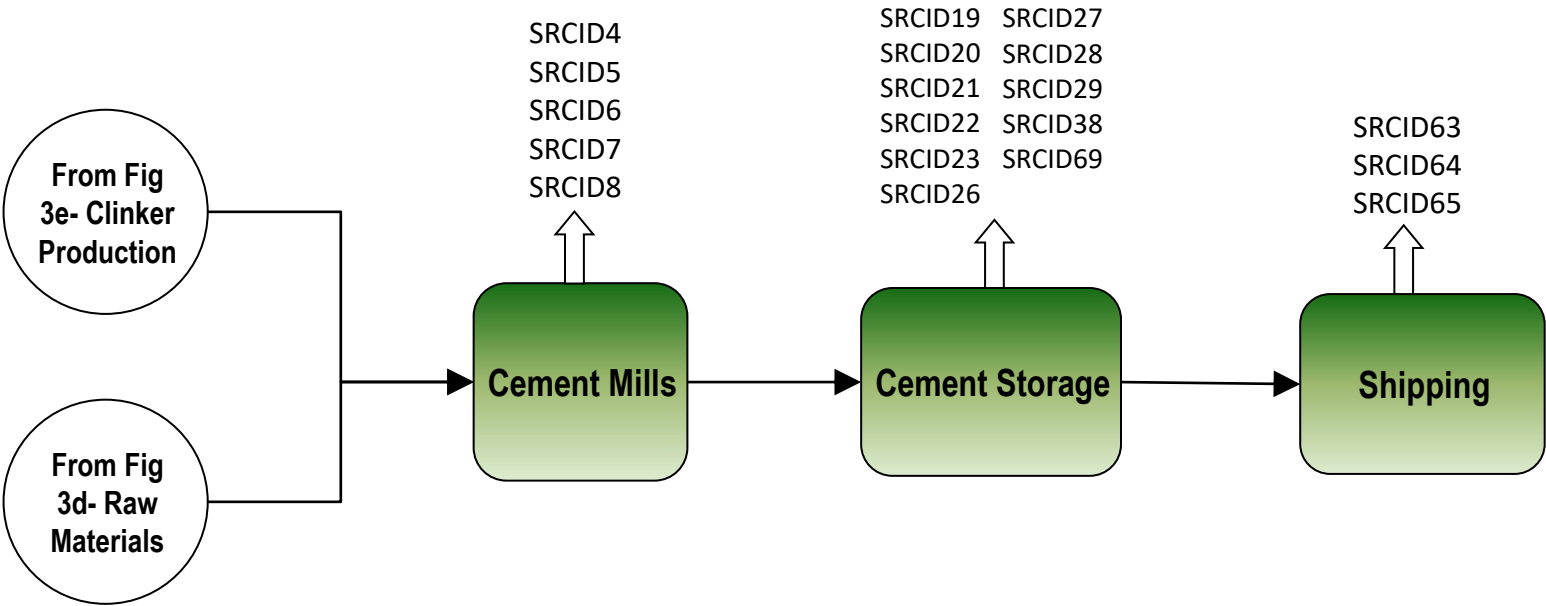 SRCID4
SRCID5
SRCID6
SRCID7
SRCID8
SRCID19 SRCID27
SRCID20 SRCID28
SRCID21 SRCID29
SRCID22 SRCID38
SRCID23 SRCID69
SRCID26
SRCID63
SRCID64
SRCID65
From Fig
3e- Clinker
Production
From Fig
3d- Raw
Materials
Cement Mills
Cement Storage
Shipping